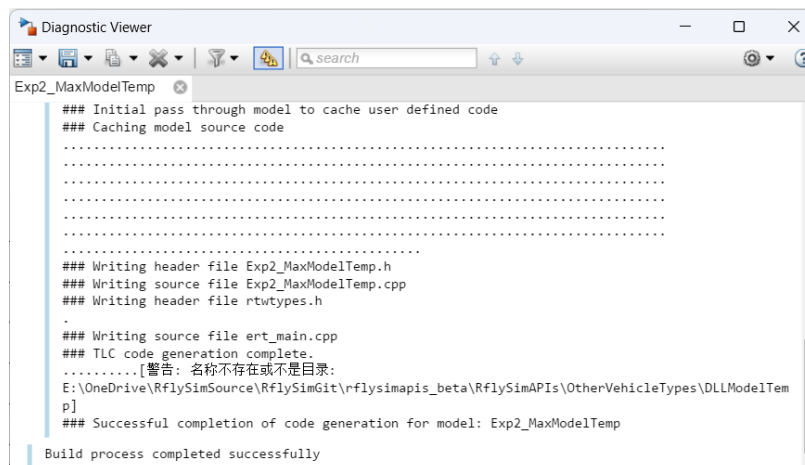 Diagnostic Viewer
search
Exp2_MaxModelTemp
### Initial pass through model to cache user defined code
### Caching model source code
................................................................................
................................................................................
................................................................................
................................................................................
................................................................................
................................................................................
...............................................
### Writing header file Exp2_MaxModelTemp.h
### Writing source file Exp2_MaxModelTemp.cpp
### Writing header file rtwtypes.h
.
### Writing source file ert_main.cpp
### TLC code generation complete.
..........[警告: 名称不存在或不是目录:
E:\OneDrive\RflySimSource\RflySimGit\rflysimapis_beta\RflySimAPIs\OtherVehicleTypes\DLLModelTem
p]
### Successful completion of code generation for model: Exp2_MaxModelTemp
Build process completed successfully